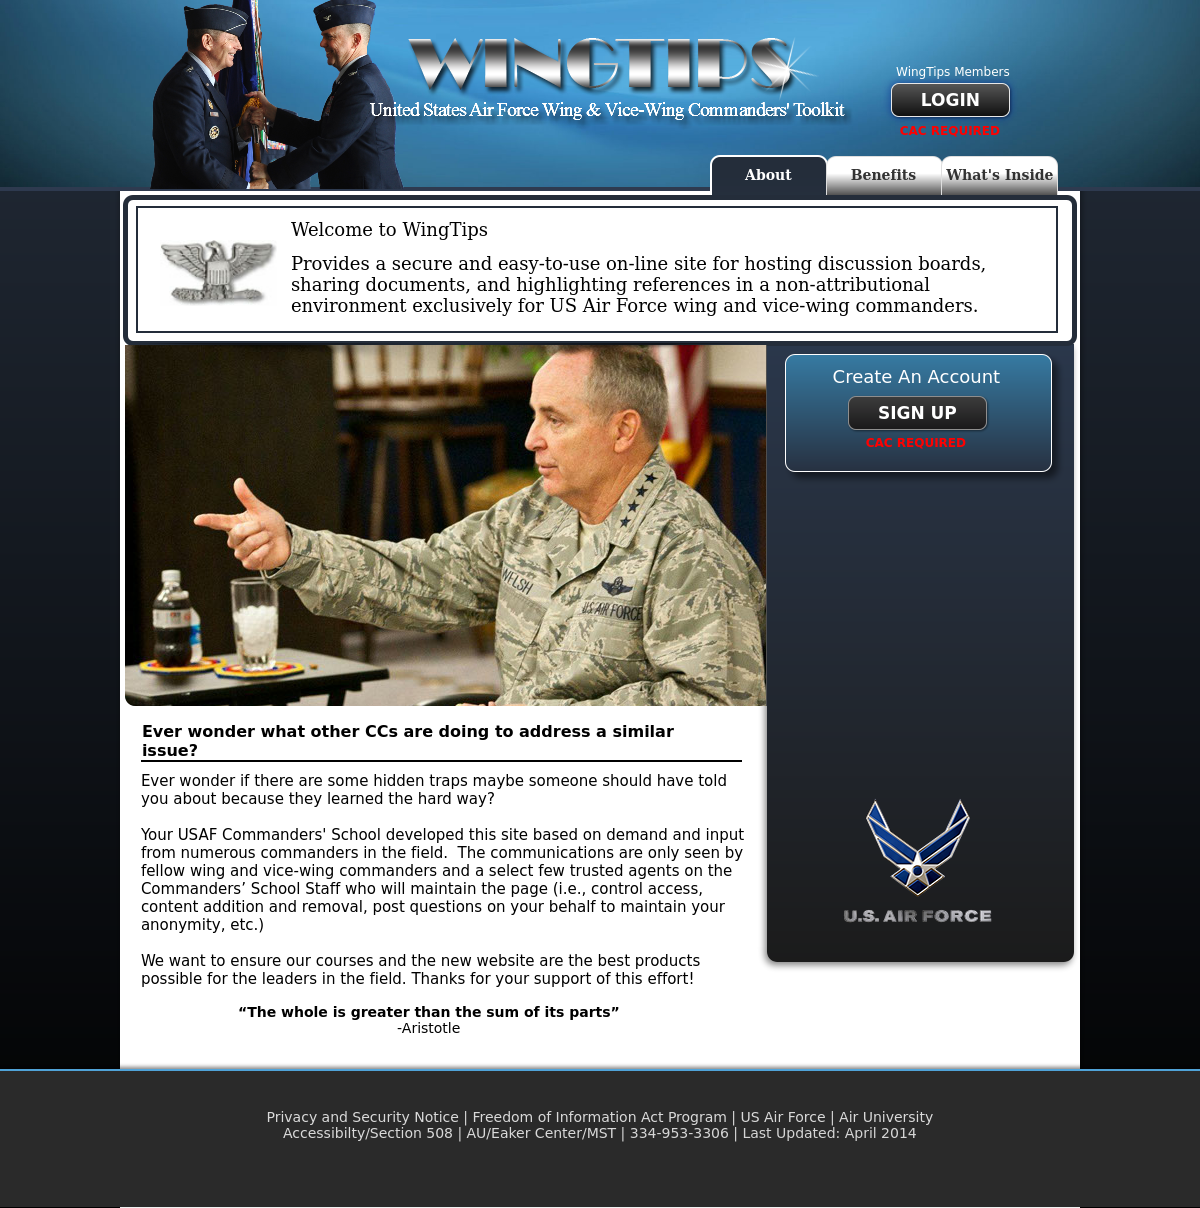 WINGTIPS
United States Air Force Wing & Vice-Wing Commanders' Toolkit
WingTips Members
LOGIN
CAC REQUIRED
About
Benefits
What's Inside
Welcome to WingTips
Provides a secure and easy-to-use on-line site for hosting discussion boards,
sharing documents, and highlighting references in a non-attributional
environment exclusively for US Air Force wing and vice-wing commanders.
WELSH
U.S. AIR FORCE
Create An Account
SIGN UP
CAC REQUIRED
U.S. AIR FORCE
Ever wonder what other CCs are doing to address a similar
issue?
Ever wonder if there are some hidden traps maybe someone should have told
you about because they learned the hard way?
Your USAF Commanders' School developed this site based on demand and input
from numerous commanders in the field.  The communications are only seen by
fellow wing and vice-wing commanders and a select few trusted agents on the
Commanders’ School Staff who will maintain the page (i.e., control access,
content addition and removal, post questions on your behalf to maintain your
anonymity, etc.)
We want to ensure our courses and the new website are the best products
possible for the leaders in the field. Thanks for your support of this effort!
“The whole is greater than the sum of its parts”
-Aristotle
Privacy and Security Notice | Freedom of Information Act Program | US Air Force | Air University
Accessibilty/Section 508 | AU/Eaker Center/MST | 334-953-3306 | Last Updated: April 2014